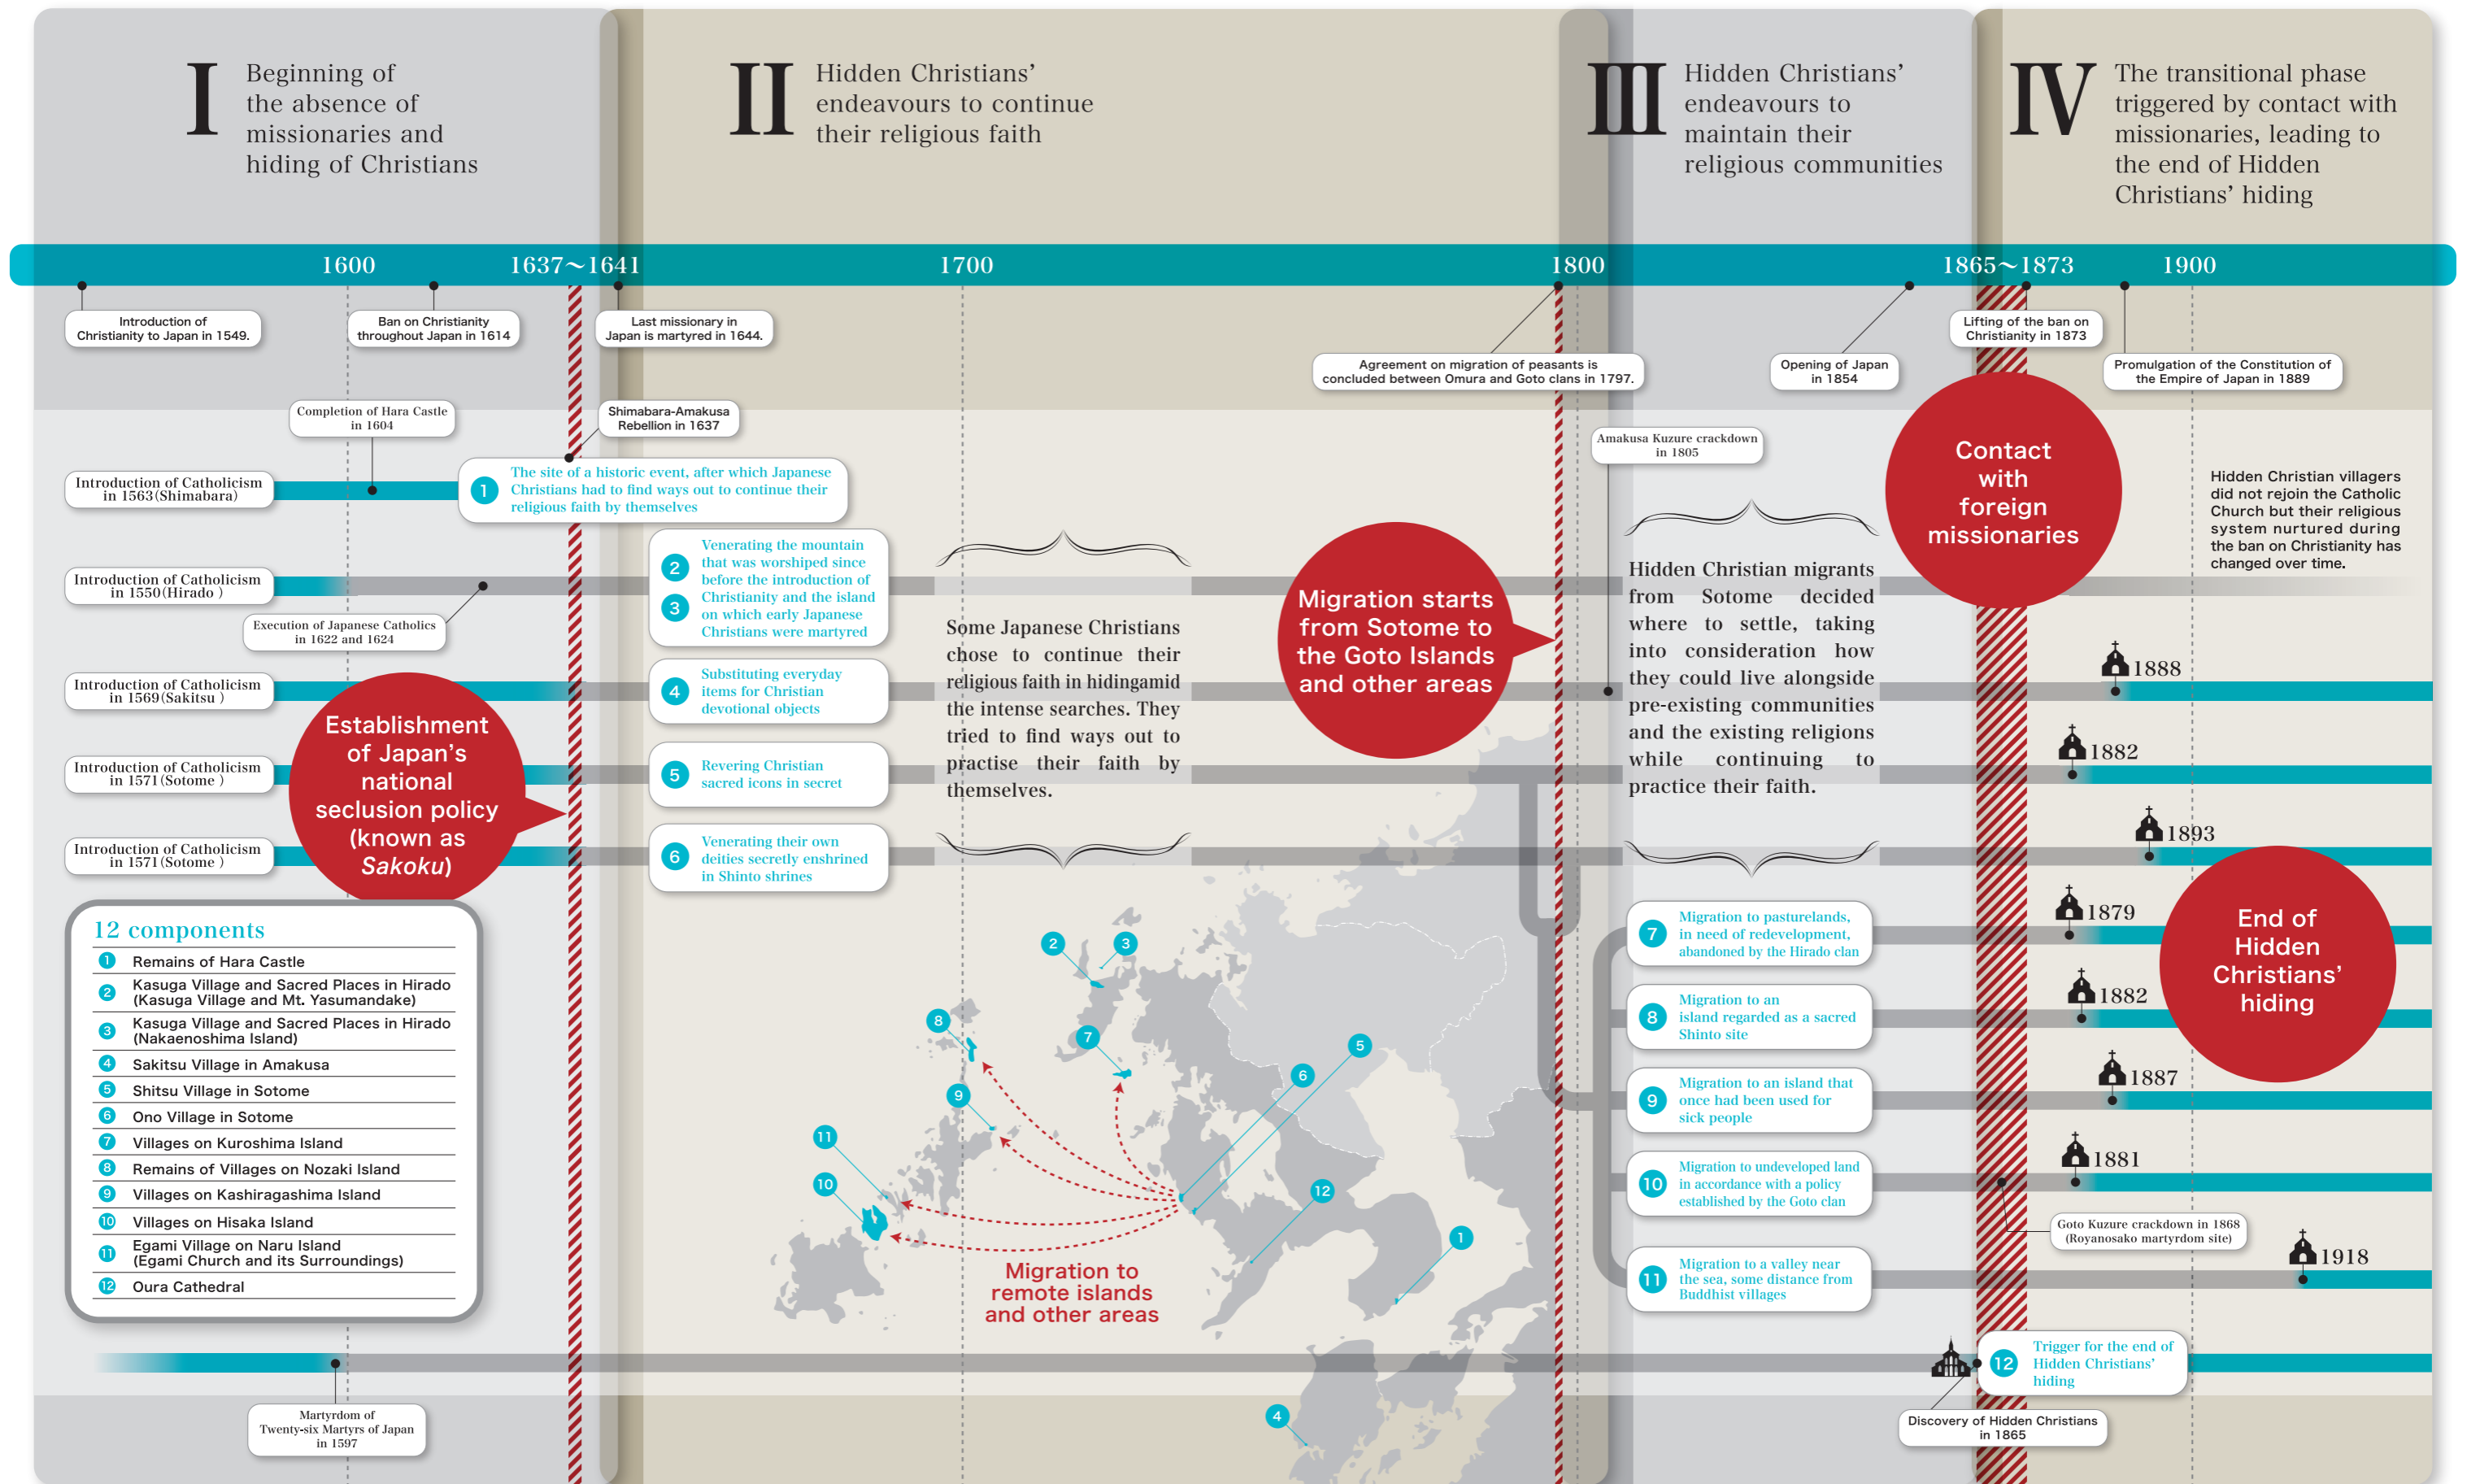 I
Beginning of
the absence of
missionaries and
hiding of Christians
II
Hidden Christians’
endeavours to continue
their religious faith
III
Hidden Christians’
endeavours to
maintain their
religious communities
IV
The transitional phase
triggered by contact with
missionaries, leading to
the end of Hidden
Christians’ hiding
1600
1637～1641
1700
1800
1865～1873
1900
Introduction of
Christianity to Japan in 1549.
Ban on Christianity
throughout Japan in 1614
Last missionary in
Japan is martyred in 1644.
Agreement on migration of peasants is
concluded between Omura and Goto clans in 1797.
Opening of Japan
in 1854
Lifting of the ban on
Christianity in 1873
Promulgation of the Constitution of
the Empire of Japan in 1889
Completion of Hara Castle
in 1604
Shimabara-Amakusa
Rebellion in 1637
Amakusa Kuzure crackdown
in 1805
Contact
with
foreign
missionaries
Hidden Christian villagers
did not rejoin the Catholic
Church but their religious
system nurtured during
the ban on Christianity has
changed over time.
Introduction of Catholicism
in 1563(Shimabara)
1
The site of a historic event, after which Japanese
Christians had to find ways out to continue their
religious faith by themselves
Introduction of Catholicism
in 1550(Hirado )
Execution of Japanese Catholics
in 1622 and 1624
2
3
Venerating the mountain
that was worshiped since
before the introduction of
Christianity and the island
on which early Japanese
Christians were martyred
Introduction of Catholicism
in 1569(Sakitsu )
4
Substituting everyday
items for Christian
devotional objects
Introduction of Catholicism
in 1571(Sotome )
5
Revering Christian
sacred icons in secret
Introduction of Catholicism
in 1571(Sotome )
6
Venerating their own
deities secretly enshrined
in Shinto shrines
Establishment
of Japan’s
national
seclusion policy
(known as
Sakoku)
Some Japanese Christians
chose to continue their
religious faith in hidingamid
the intense searches. They
tried to find ways out to
practise their faith by
themselves.
Migration starts
from Sotome to
the Goto Islands
and other areas
Hidden Christian migrants
from Sotome decided
where to settle, taking
into consideration how
they could live alongside
pre-existing communities
and the existing religions
while continuing to
practice their faith.
1888
1882
1893
1879
1882
1887
1881
1918
End of
Hidden
Christians’
hiding
12 components
1 Remains of Hara Castle
2 Kasuga Village and Sacred Places in Hirado
(Kasuga Village and Mt. Yasumandake)
3 Kasuga Village and Sacred Places in Hirado
(Nakaenoshima Island)
4 Sakitsu Village in Amakusa
5 Shitsu Village in Sotome
6 Ono Village in Sotome
7 Villages on Kuroshima Island
8 Remains of Villages on Nozaki Island
9 Villages on Kashiragashima Island
10 Villages on Hisaka Island
11 Egami Village on Naru Island
(Egami Church and its Surroundings)
12 Oura Cathedral
2
3
8
7
5
6
9
11
10
12
1
4
Migration to
remote islands
and other areas
7
Migration to pasturelands,
in need of redevelopment,
abandoned by the Hirado clan
8
Migration to an
island regarded as a sacred
Shinto site
9
Migration to an island that
once had been used for
sick people
10
Migration to undeveloped land
in accordance with a policy
established by the Goto clan
Goto Kuzure crackdown in 1868
(Royanosako martyrdom site)
11
Migration to a valley near
the sea, some distance from
Buddhist villages
12
Trigger for the end of
Hidden Christians’
hiding
Discovery of Hidden Christians
in 1865
Martyrdom of
Twenty-six Martyrs of Japan
in 1597